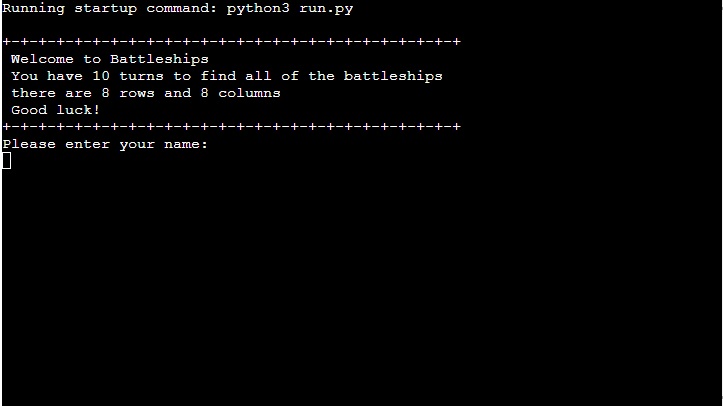 Running startup command: python3 run.py
+-+-+-+-+-+-+-+-+-+-+-+-+-+-+-+-+-+-+-+-+-+-+-+-+-+
Welcome to Battleships
You have 10 turns to find all of the battleships
there are 8 rows and 8 columns
Good luck!
+-+-+-+-+-+-+-+-+-+-+-+-+-+-+-+-+-+-+-+-+-+-+-+-+-+
Please enter your name: